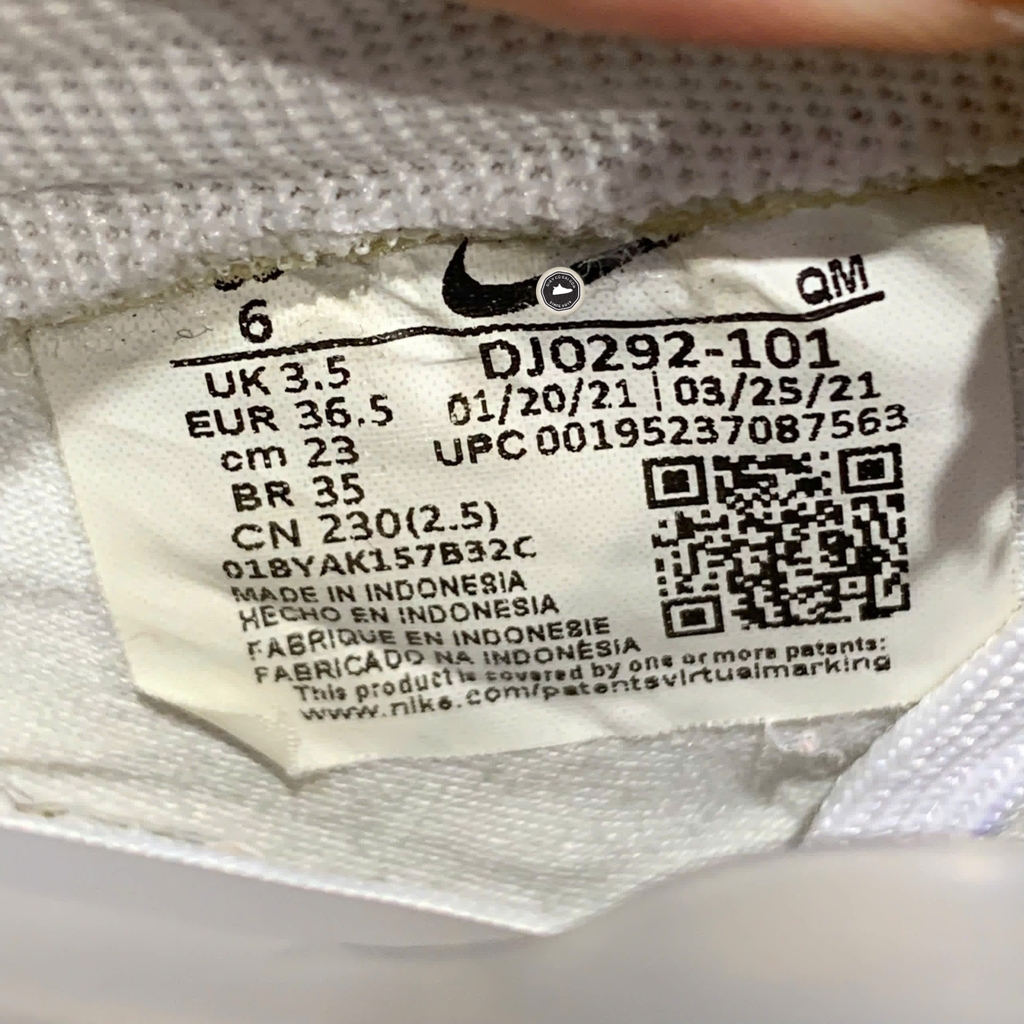 6
QM
UK 3.5
DJ0292-101
EUR 36.5
01/20/21 | 03/25/21
cm 23
UPC 00195237087563
BR 35
CN 230(2.5)
018YAK157B32C
MADE IN INDONESIA
HECHO EN INDONESIA
FABRIQUE EN INDONESIE
FABRICADO NA INDONÉSIA
This product is covered by one or more patents:
www.nike.com/patentsvirtualmarking